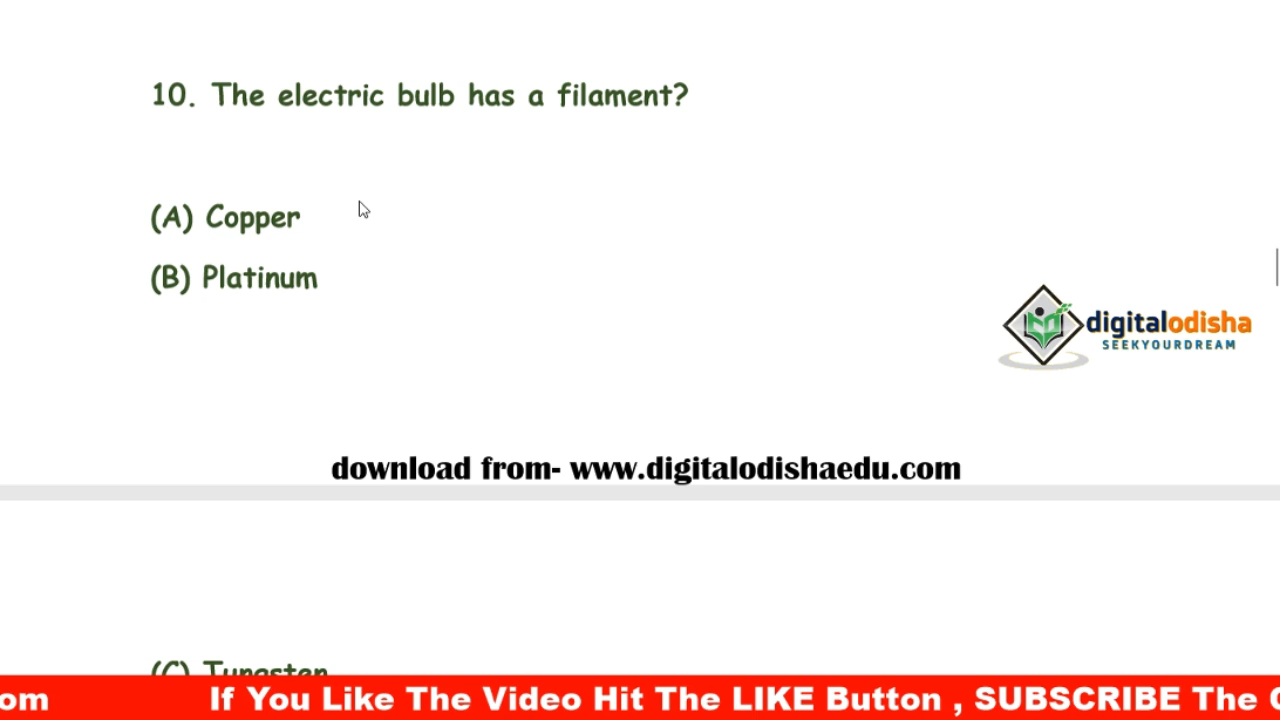 10. The electric bulb has a filament?
(A) Copper
(B) Platinum
digitalodisha
SEEKYOURDREAM
download from- www.digitalodishaedu.com
(C) Tungsten
om If You Like The Video Hit The LIKE Button , SUBSCRIBE The